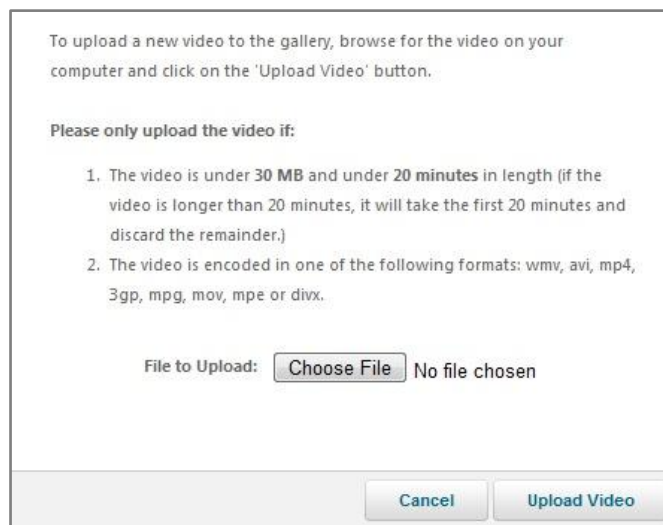 To upload a new video to the gallery, browse for the video on your
computer and click on the 'Upload Video' button.
Please only upload the video if:
1. The video is under 30 MB and under 20 minutes in length (if the
video is longer than 20 minutes, it will take the first 20 minutes and
discard the remainder.)
2. The video is encoded in one of the following formats: wmv, avi, mp4,
3gp, mpg, mov, mpe or divx.
File to Upload: Choose File No file chosen
Cancel Upload Video